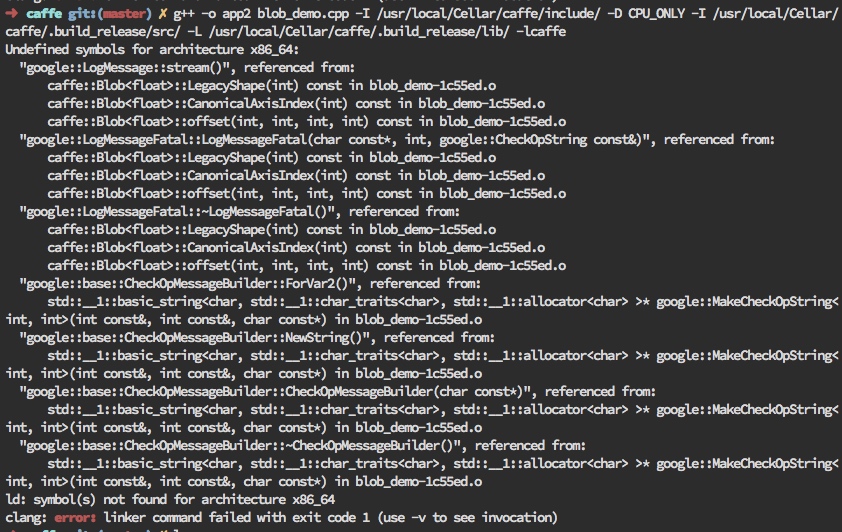 ➜ caffe git:(master) ✗ g++ -o app2 blob_demo.cpp -I /usr/local/Cellar/caffe/include/ -D CPU_ONLY -I /usr/local/Cellar/
caffe/.build_release/src/ -L /usr/local/Cellar/caffe/.build_release/lib/ -lcaffe
Undefined symbols for architecture x86_64:
"google::LogMessage::stream()", referenced from:
caffe::Blob<float>::LegacyShape(int) const in blob_demo-1c55ed.o
caffe::Blob<float>::CanonicalAxisIndex(int) const in blob_demo-1c55ed.o
caffe::Blob<float>::offset(int, int, int, int) const in blob_demo-1c55ed.o
"google::LogMessageFatal::LogMessageFatal(char const*, int, google::CheckOpString const&)", referenced from:
caffe::Blob<float>::LegacyShape(int) const in blob_demo-1c55ed.o
caffe::Blob<float>::CanonicalAxisIndex(int) const in blob_demo-1c55ed.o
caffe::Blob<float>::offset(int, int, int, int) const in blob_demo-1c55ed.o
"google::LogMessageFatal::~LogMessageFatal()", referenced from:
caffe::Blob<float>::LegacyShape(int) const in blob_demo-1c55ed.o
caffe::Blob<float>::CanonicalAxisIndex(int) const in blob_demo-1c55ed.o
caffe::Blob<float>::offset(int, int, int, int) const in blob_demo-1c55ed.o
"google::base::CheckOpMessageBuilder::ForVar2()", referenced from:
std::__1::basic_string<char, std::__1::char_traits<char>, std::__1::allocator<char> >* google::MakeCheckOpString<
int, int>(int const&, int const&, char const*) in blob_demo-1c55ed.o
"google::base::CheckOpMessageBuilder::NewString()", referenced from:
std::__1::basic_string<char, std::__1::char_traits<char>, std::__1::allocator<char> >* google::MakeCheckOpString<
int, int>(int const&, int const&, char const*) in blob_demo-1c55ed.o
"google::base::CheckOpMessageBuilder::CheckOpMessageBuilder(char const*)", referenced from:
std::__1::basic_string<char, std::__1::char_traits<char>, std::__1::allocator<char> >* google::MakeCheckOpString<
int, int>(int const&, int const&, char const*) in blob_demo-1c55ed.o
"google::base::CheckOpMessageBuilder::~CheckOpMessageBuilder()", referenced from:
std::__1::basic_string<char, std::__1::char_traits<char>, std::__1::allocator<char> >* google::MakeCheckOpString<
int, int>(int const&, int const&, char const*) in blob_demo-1c55ed.o
ld: symbol(s) not found for architecture x86_64
clang: error: linker command failed with exit code 1 (use -v to see invocation)